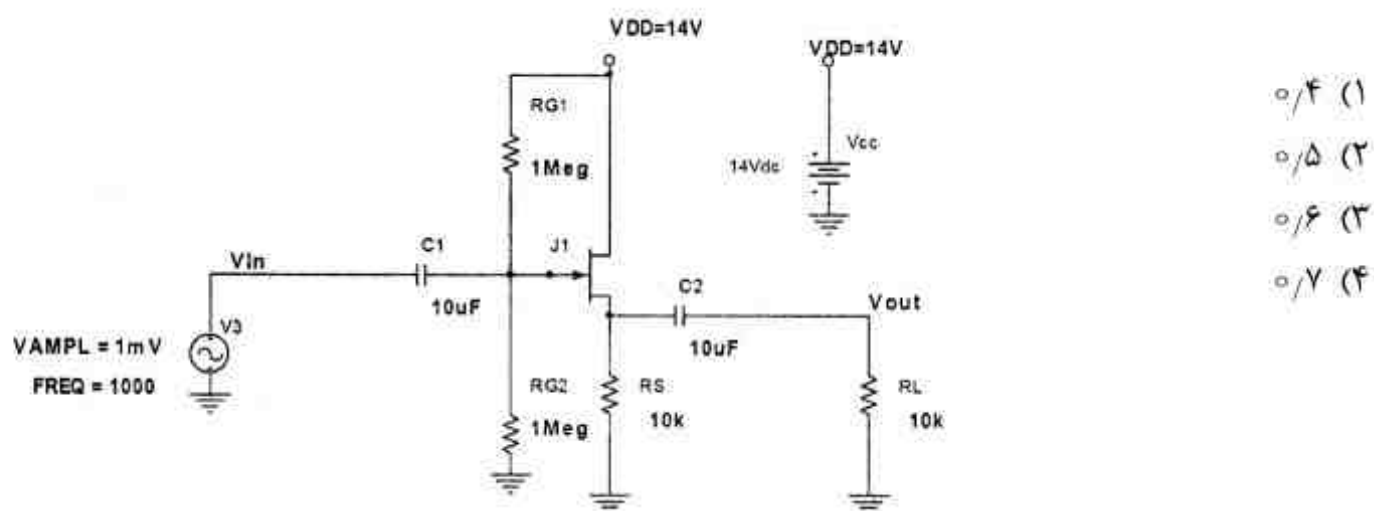 VDD=14V
VDD=14V
RG1
1Meg
14Vdc
Vcc
Vin
C1
10uF
J1
C2
10uF
Vout
V3
VAMPL = 1mV
FREQ = 1000
RG2
1Meg
RS
10k
RL
10k
۱) ۰/۴
۲) ۰/۵
۳) ۰/۶
۴) ۰/۷